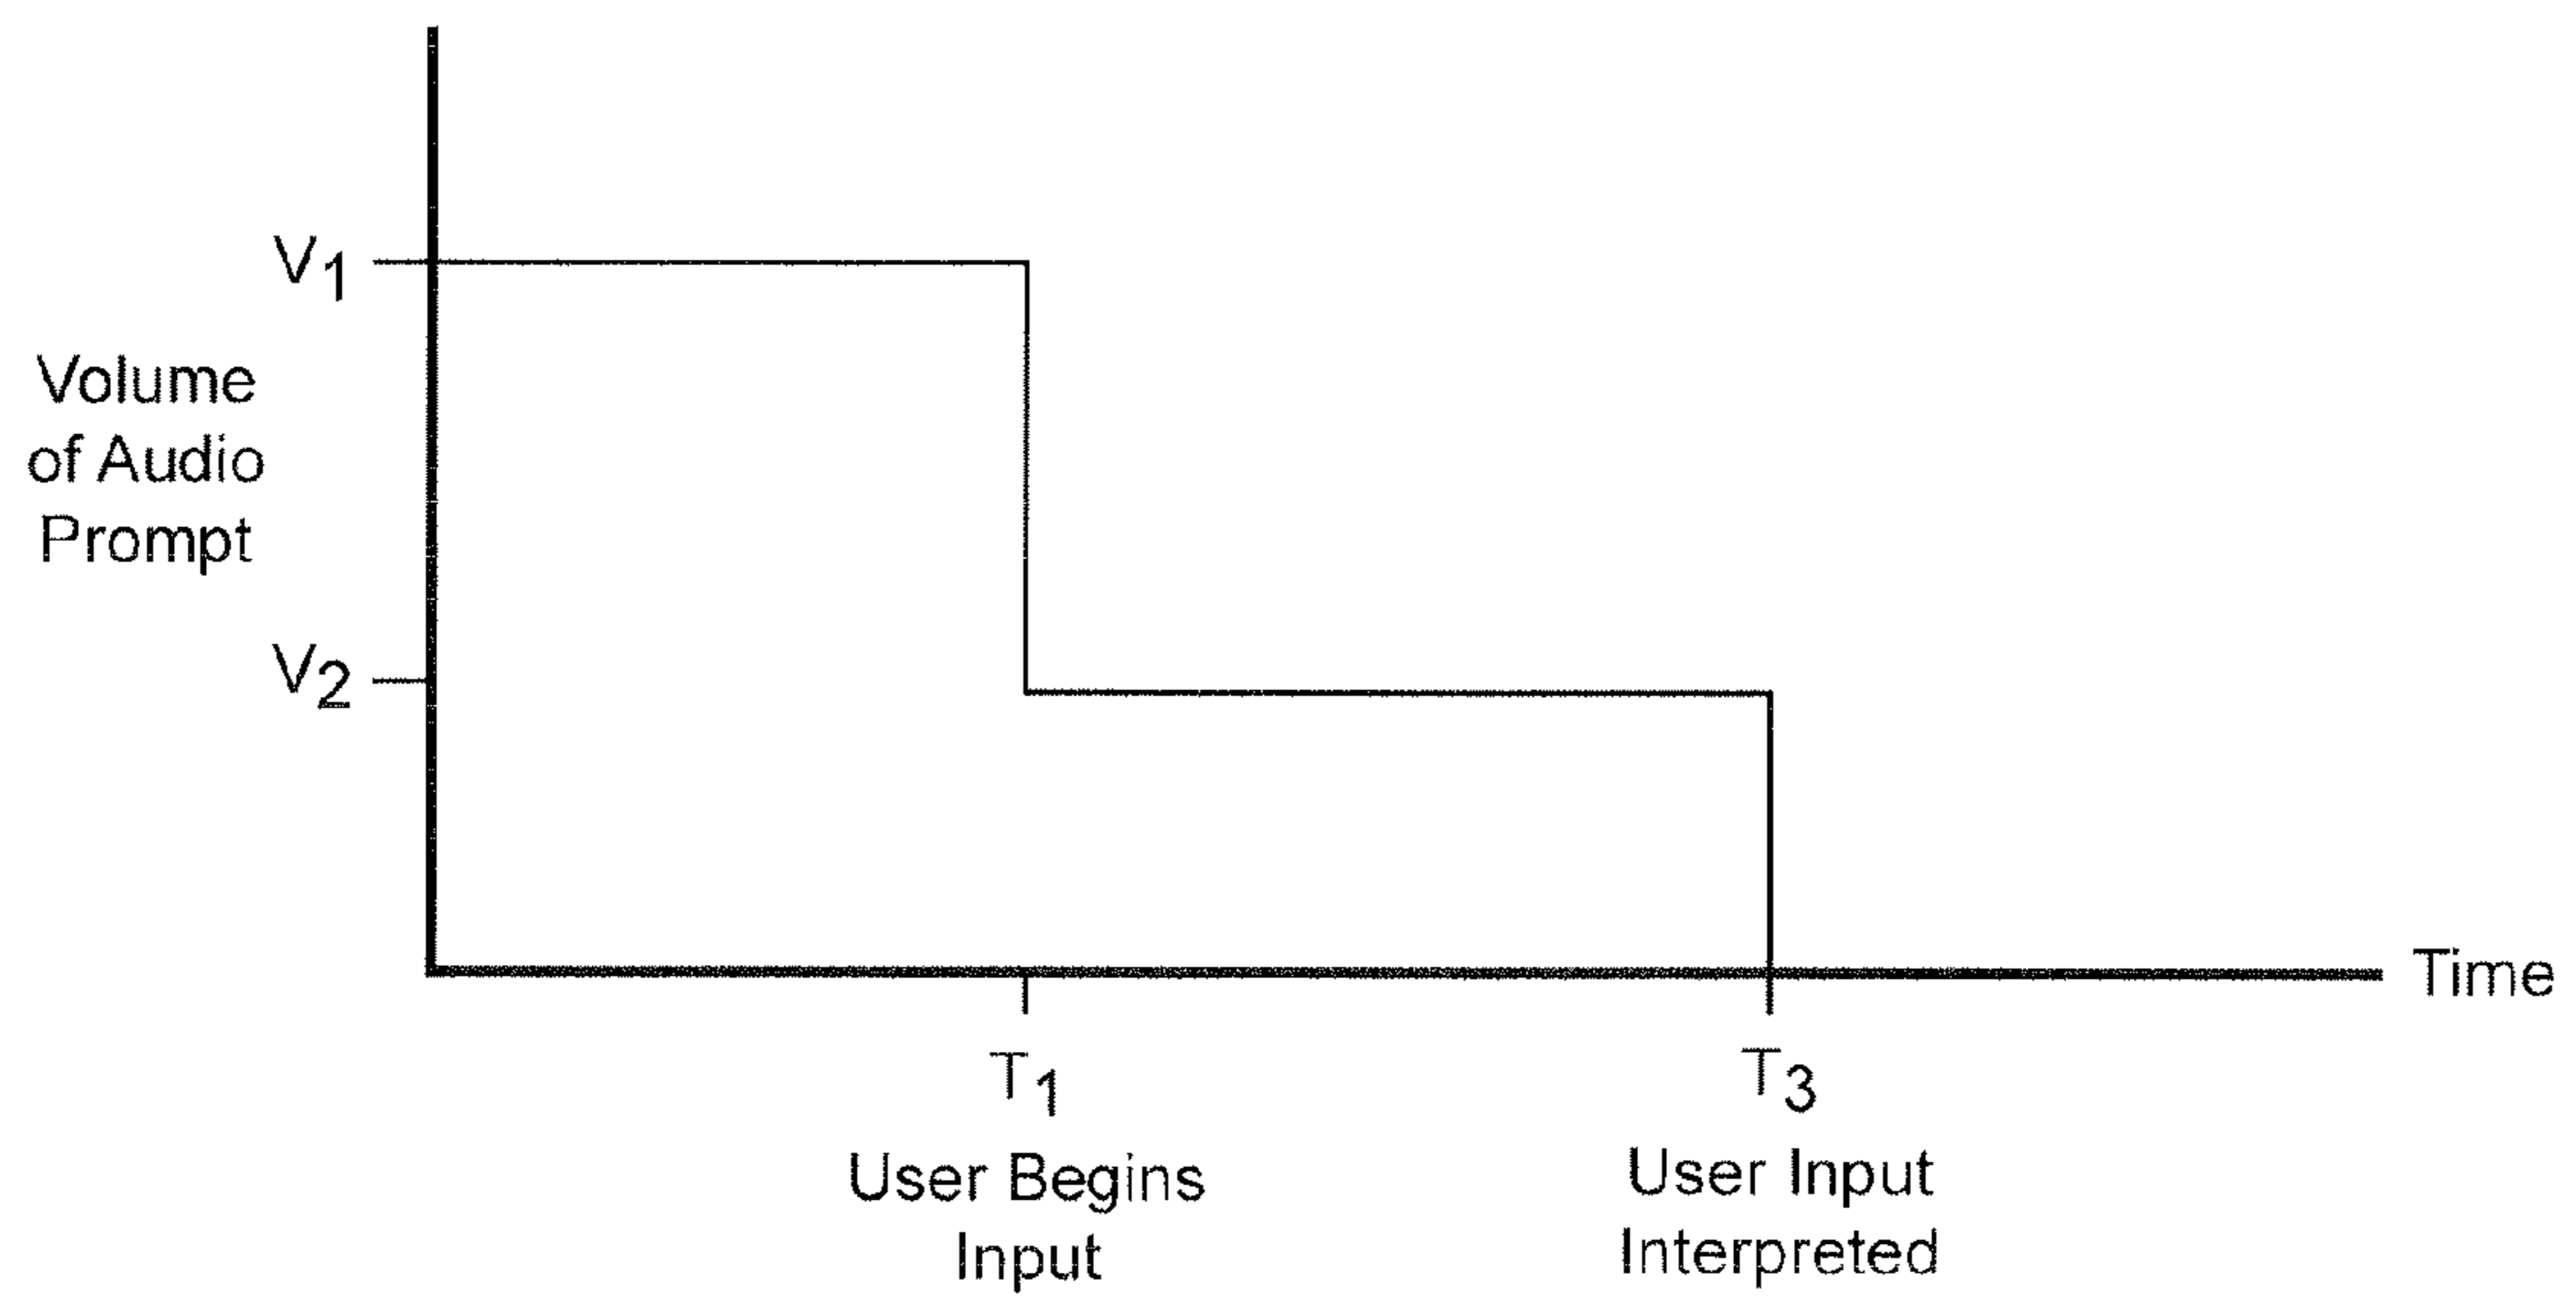 V1
Volume
of Audio
Prompt
V2
Time
T1
User Begins
Input
T3
User Input
Interpreted